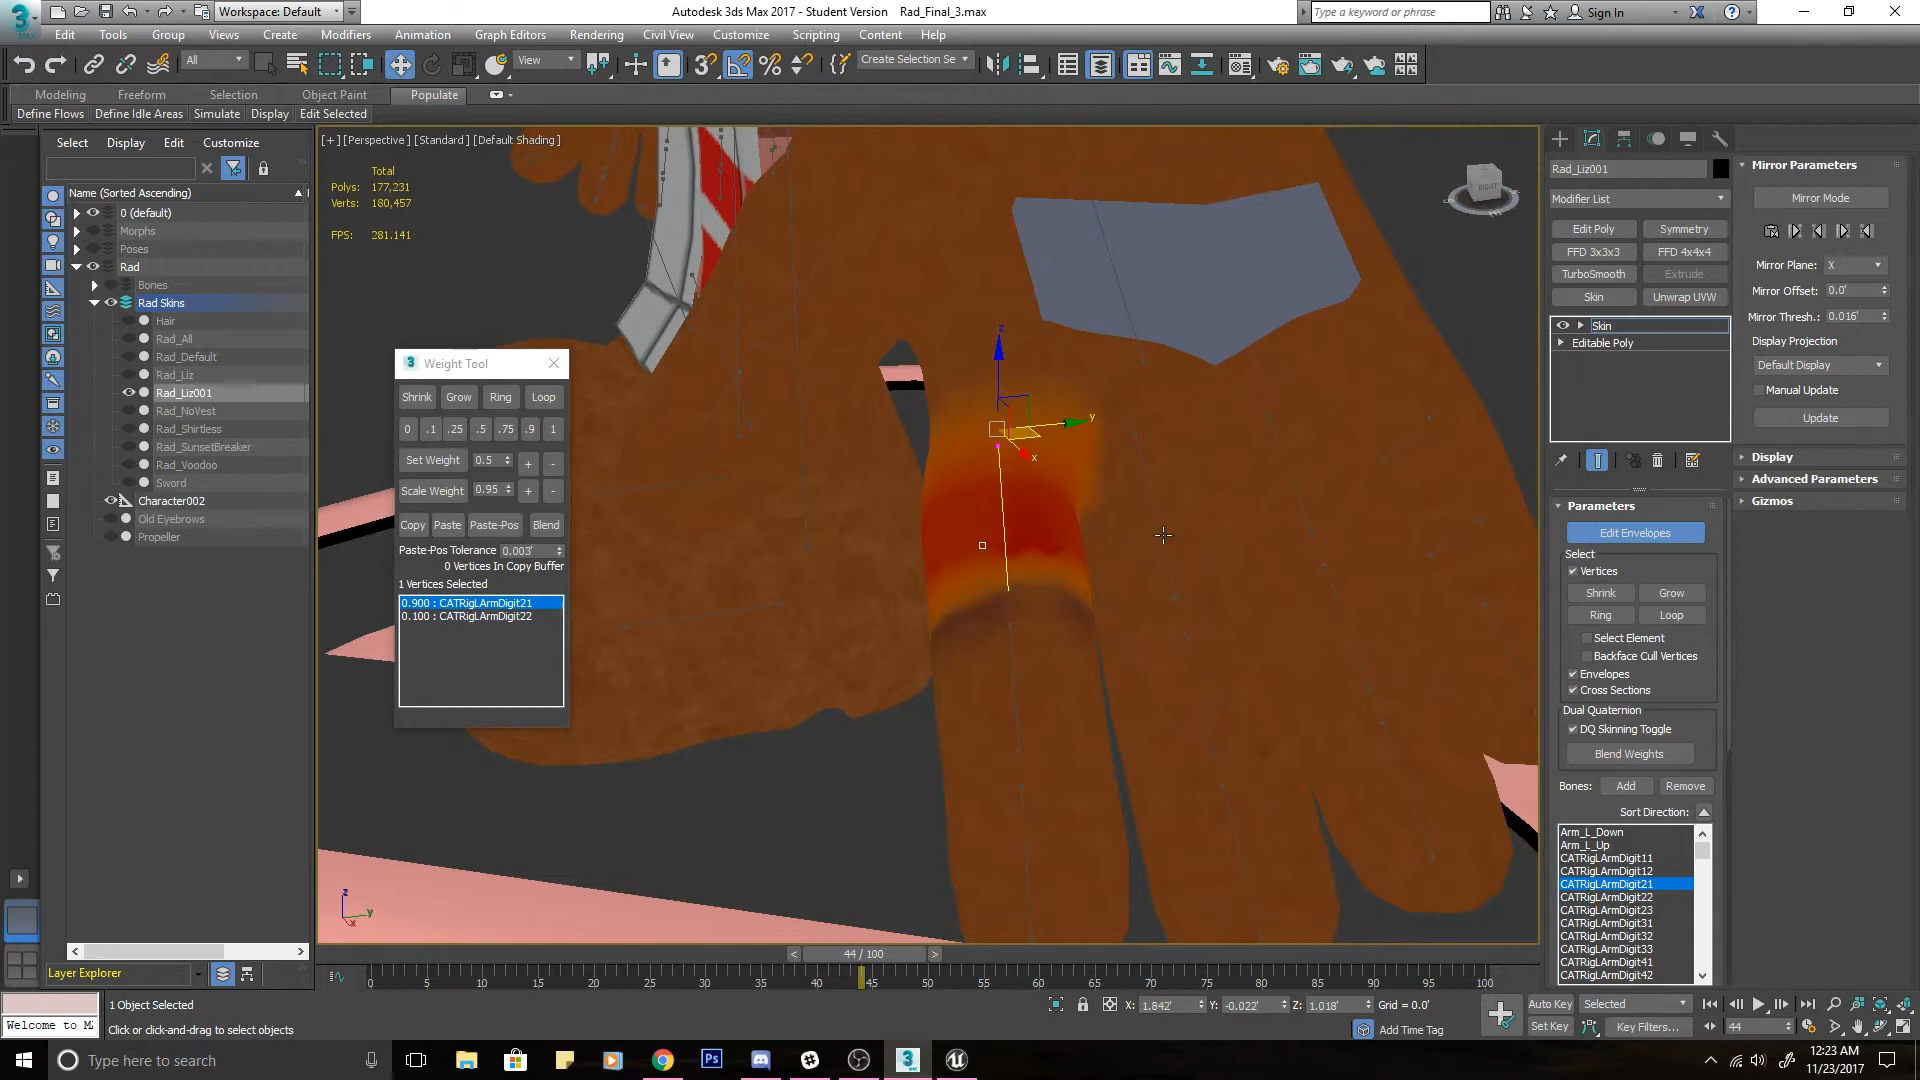 3 MAX
Workspace: Default
Autodesk 3ds Max 2017 - Student Version    Rad_Final_3.max
Type a keyword or phrase
Sign In
Edit Tools Group Views Create Modifiers Animation Graph Editors Rendering Civil View Customize Scripting Content Help
All
View
Create Selection Se
Modeling Freeform Selection Object Paint Populate
Define Flows Define Idle Areas Simulate Display Edit Selected
Select Display Edit Customize
Name (Sorted Ascending)
0 (default)
Morphs
Poses
Rad
Bones
Rad Skins
Hair
Rad_All
Rad_Default
Rad_Liz
Rad_Liz001
Rad_NoVest
Rad_Shirtless
Rad_SunsetBreaker
Rad_Voodoo
Sword
Character002
Old Eyebrows
Propeller
Layer Explorer
[+] [Perspective] [Standard] [Default Shading]
Total
Polys: 177,231
Verts: 180,457
FPS: 281.141
RIGHT
z
y
x
Weight Tool
Shrink Grow Ring Loop
0 .1 .25 .5 .75 .9 1
Set Weight 0.5 + -
Scale Weight 0.95 + -
Copy Paste Paste-Pos Blend
Paste-Pos Tolerance 0.003'
0 Vertices In Copy Buffer
1 Vertices Selected
0.900 : CATRigLArmDigit21
0.100 : CATRigLArmDigit22
z
y
x
Rad_Liz001
Modifier List
Edit Poly Symmetry
FFD 3x3x3 FFD 4x4x4
TurboSmooth Extrude
Skin Unwrap UVW
Skin
Editable Poly
Parameters
Edit Envelopes
Select
Vertices
Shrink Grow
Ring Loop
Select Element
Backface Cull Vertices
Envelopes
Cross Sections
Dual Quaternion
DQ Skinning Toggle
Blend Weights
Bones: Add Remove
Sort Direction:
Arm_L_Down
Arm_L_Up
CATRigLArmDigit11
CATRigLArmDigit12
CATRigLArmDigit21
CATRigLArmDigit22
CATRigLArmDigit23
CATRigLArmDigit31
CATRigLArmDigit32
CATRigLArmDigit33
CATRigLArmDigit41
CATRigLArmDigit42
Mirror Parameters
Mirror Mode
Mirror Plane: X
Mirror Offset: 0.0'
Mirror Thresh.: 0.016'
Display Projection
Default Display
Manual Update
Update
Display
Advanced Parameters
Gizmos
< 44 / 100 >
0 5 10 15 20 25 30 35 40 45 50 55 60 65 70 75 80 85 90 95 100
1 Object Selected
Welcome to M
Click or click-and-drag to select objects
X: 1.842' Y: -0.022' Z: 1.018' Grid = 0.0'
Add Time Tag
Auto Key Selected
Set Key Key Filters...
44
Type here to search
Ps
3
12:23 AM
11/23/2017